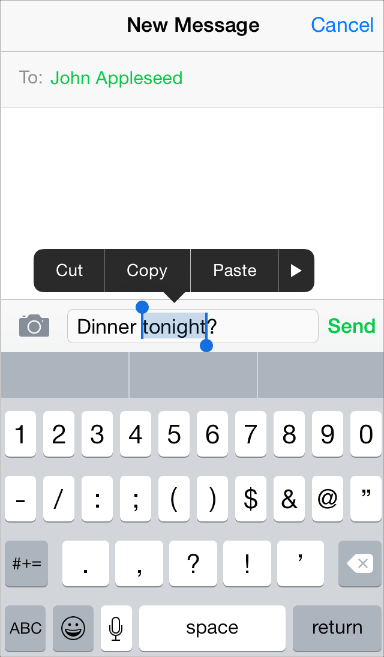 New Message Cancel
To: John Appleseed
Cut Copy Paste
Dinner tonight? Send
1 2 3 4 5 6 7 8 9 0
- / : ; ( ) $ & @ ”
#+= . , ? ! ’
ABC space return